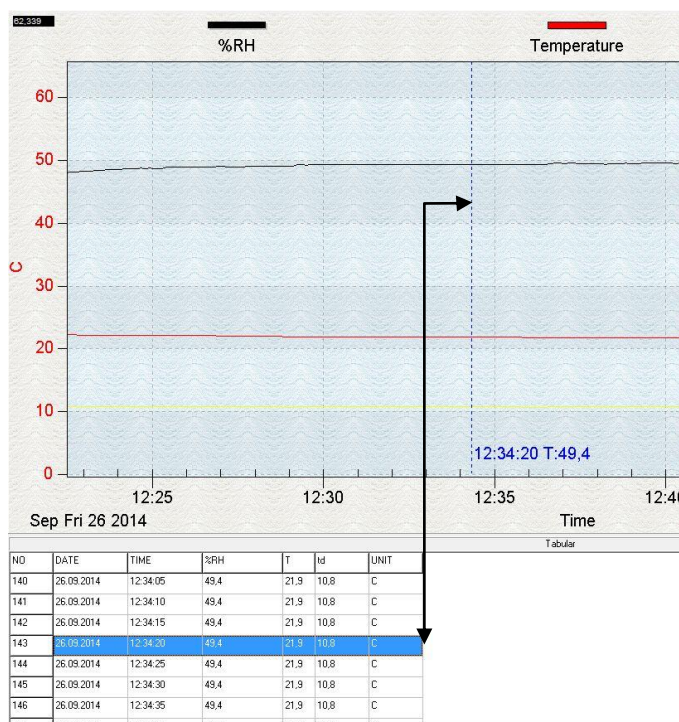 62,339
%RH Temperature
60
50
40
30
20
10
0
C
12:34:20 T:49,4
12:25 12:30 12:35 12:40
Sep Fri 26 2014 Time
Tabular
NO DATE TIME %RH T td UNIT
140 26.09.2014 12:34:05 49,4 21,9 10,8 C
141 26.09.2014 12:34:10 49,4 21,9 10,8 C
142 26.09.2014 12:34:15 49,4 21,9 10,8 C
143 26.09.2014 12:34:20 49,4 21,9 10,8 C
144 26.09.2014 12:34:25 49,4 21,9 10,8 C
145 26.09.2014 12:34:30 49,4 21,9 10,8 C
146 26.09.2014 12:34:35 49,4 21,9 10,8 C